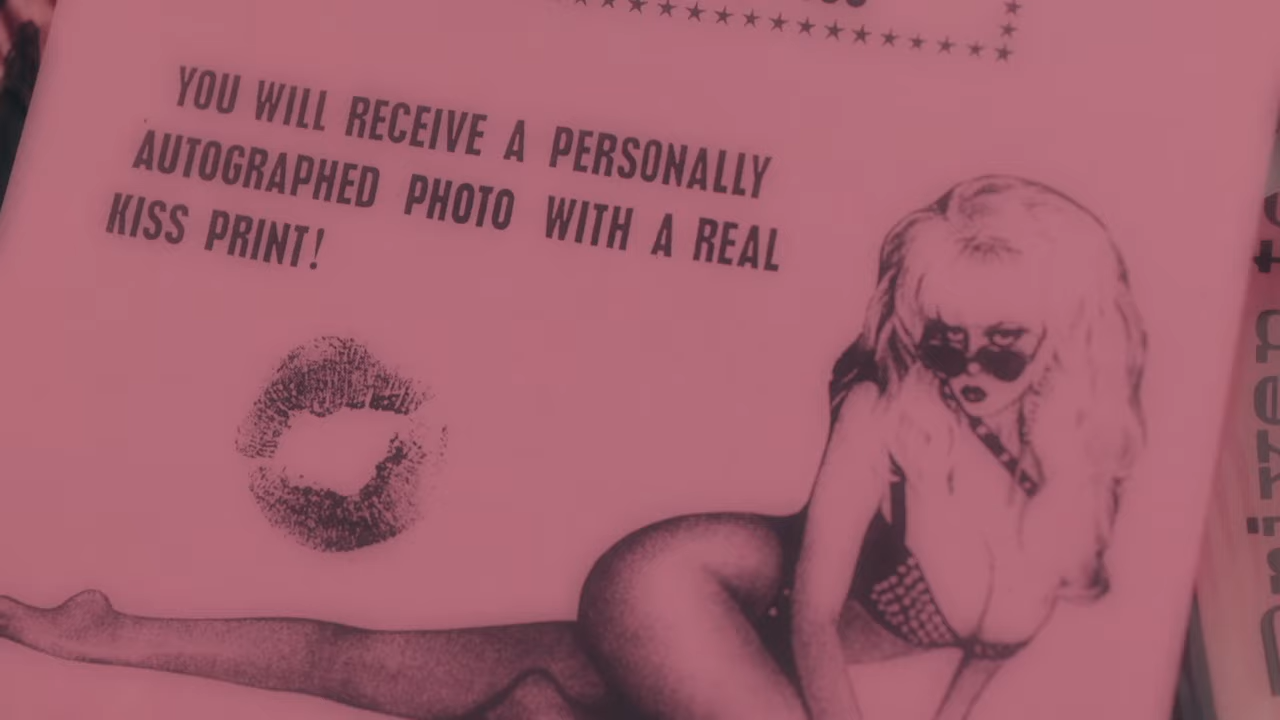 YOU WILL RECEIVE A PERSONALLY
AUTOGRAPHED PHOTO WITH A REAL
KISS PRINT!